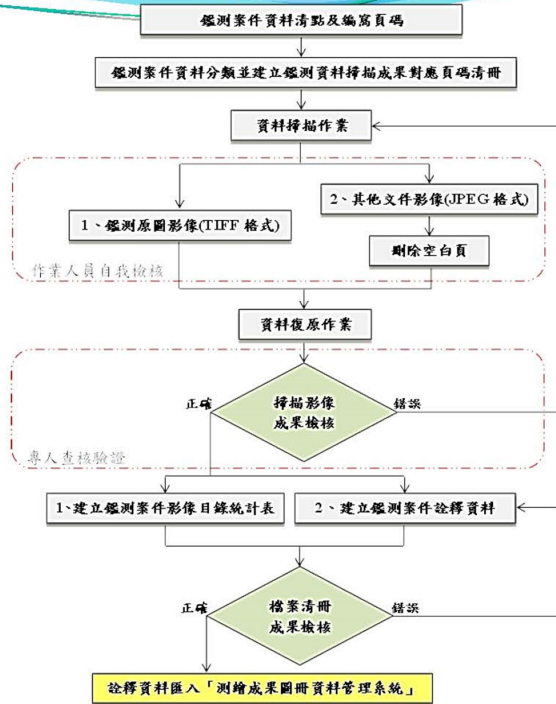 鑑測案件資料清點及編寫頁碼
鑑測案件資料分類並建立鑑測資料掃描成果對應頁碼清冊
資料掃描作業
2、其他文件影像(JPEG 格式)
1、鑑測原圖影像(TIFF 格式)
刪除空白頁
作業人員自我檢核
資料復原作業
正確
掃描影像
成果檢核
錯誤
專人查核驗證
1、建立鑑測案件影像目錄統計表
2、建立鑑測案件詮釋資料
正確
檔案清冊
成果檢核
錯誤
詮釋資料匯入「測繪成果圖冊資料管理系統」